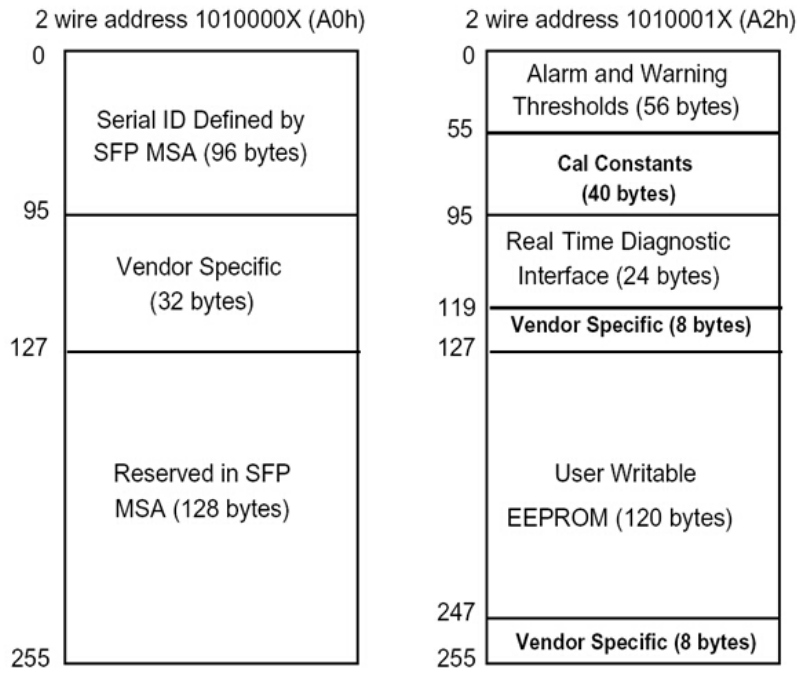 2 wire address 1010000X (A0h)
0
Serial ID Defined by
SFP MSA (96 bytes)
95
Vendor Specific
(32 bytes)
127
Reserved in SFP
MSA (128 bytes)
255
2 wire address 1010001X (A2h)
0
Alarm and Warning
Thresholds (56 bytes)
55
Cal Constants
(40 bytes)
95
Real Time Diagnostic
Interface (24 bytes)
119
Vendor Specific (8 bytes)
127
User Writable
EEPROM (120 bytes)
247
Vendor Specific (8 bytes)
255